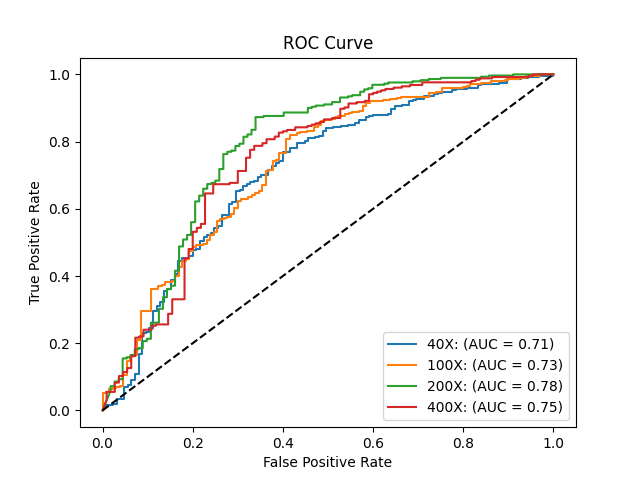 ROC Curve
True Positive Rate
1.0
0.8
0.6
0.4
0.2
0.0
0.0 0.2 0.4 0.6 0.8 1.0
False Positive Rate
40X: (AUC = 0.71)
100X: (AUC = 0.73)
200X: (AUC = 0.78)
400X: (AUC = 0.75)